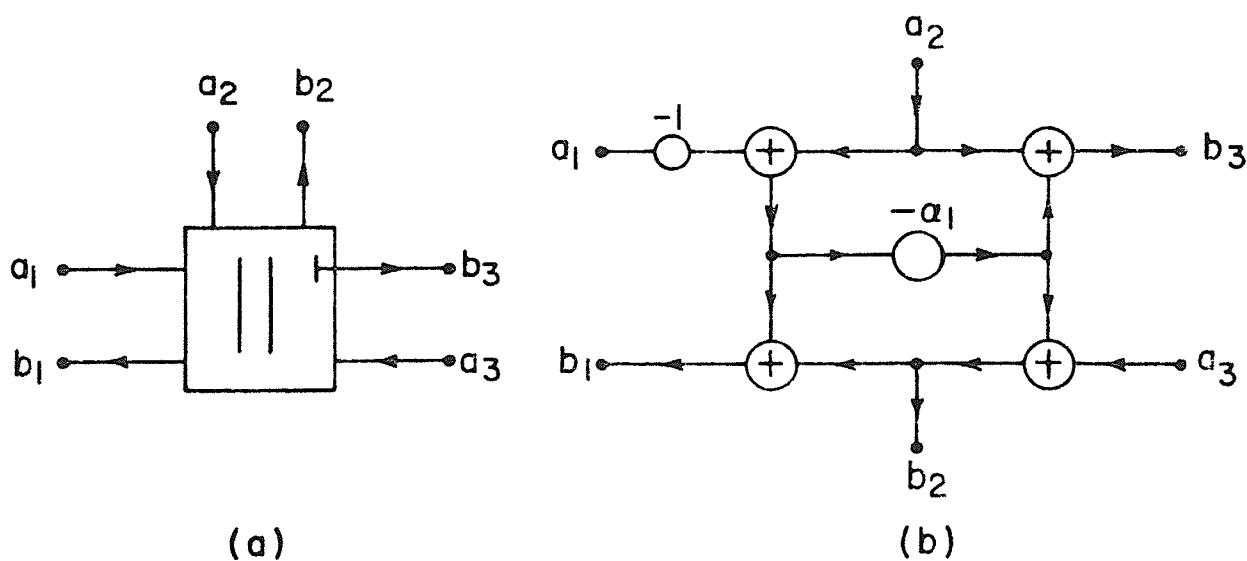 a2 b2
a1 b3
b1 a3
(a)
a2
-1
a1 + + b3
-α1
b1 + + a3
b2
(b)